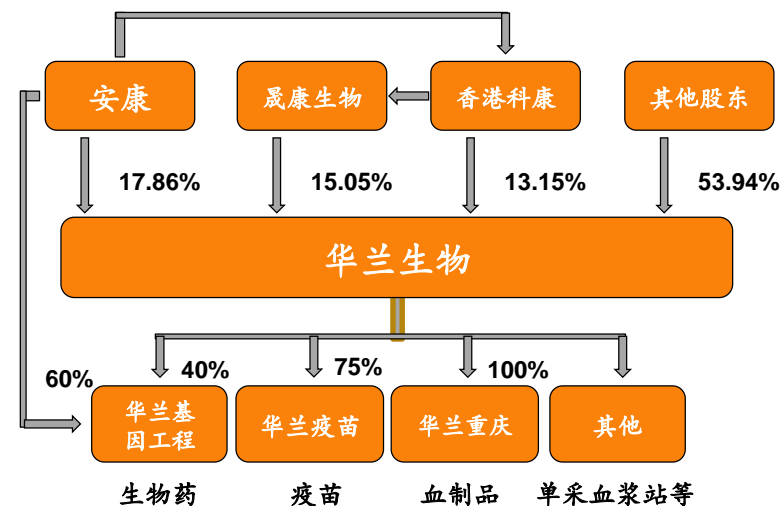 安康
晟康生物
香港科康
其他股东
17.86%
15.05%
13.15%
53.94%
华兰生物
60%
40%
75%
100%
华兰基
因工程
华兰疫苗
华兰重庆
其他
生物药
疫苗
血制品
单采血浆站等